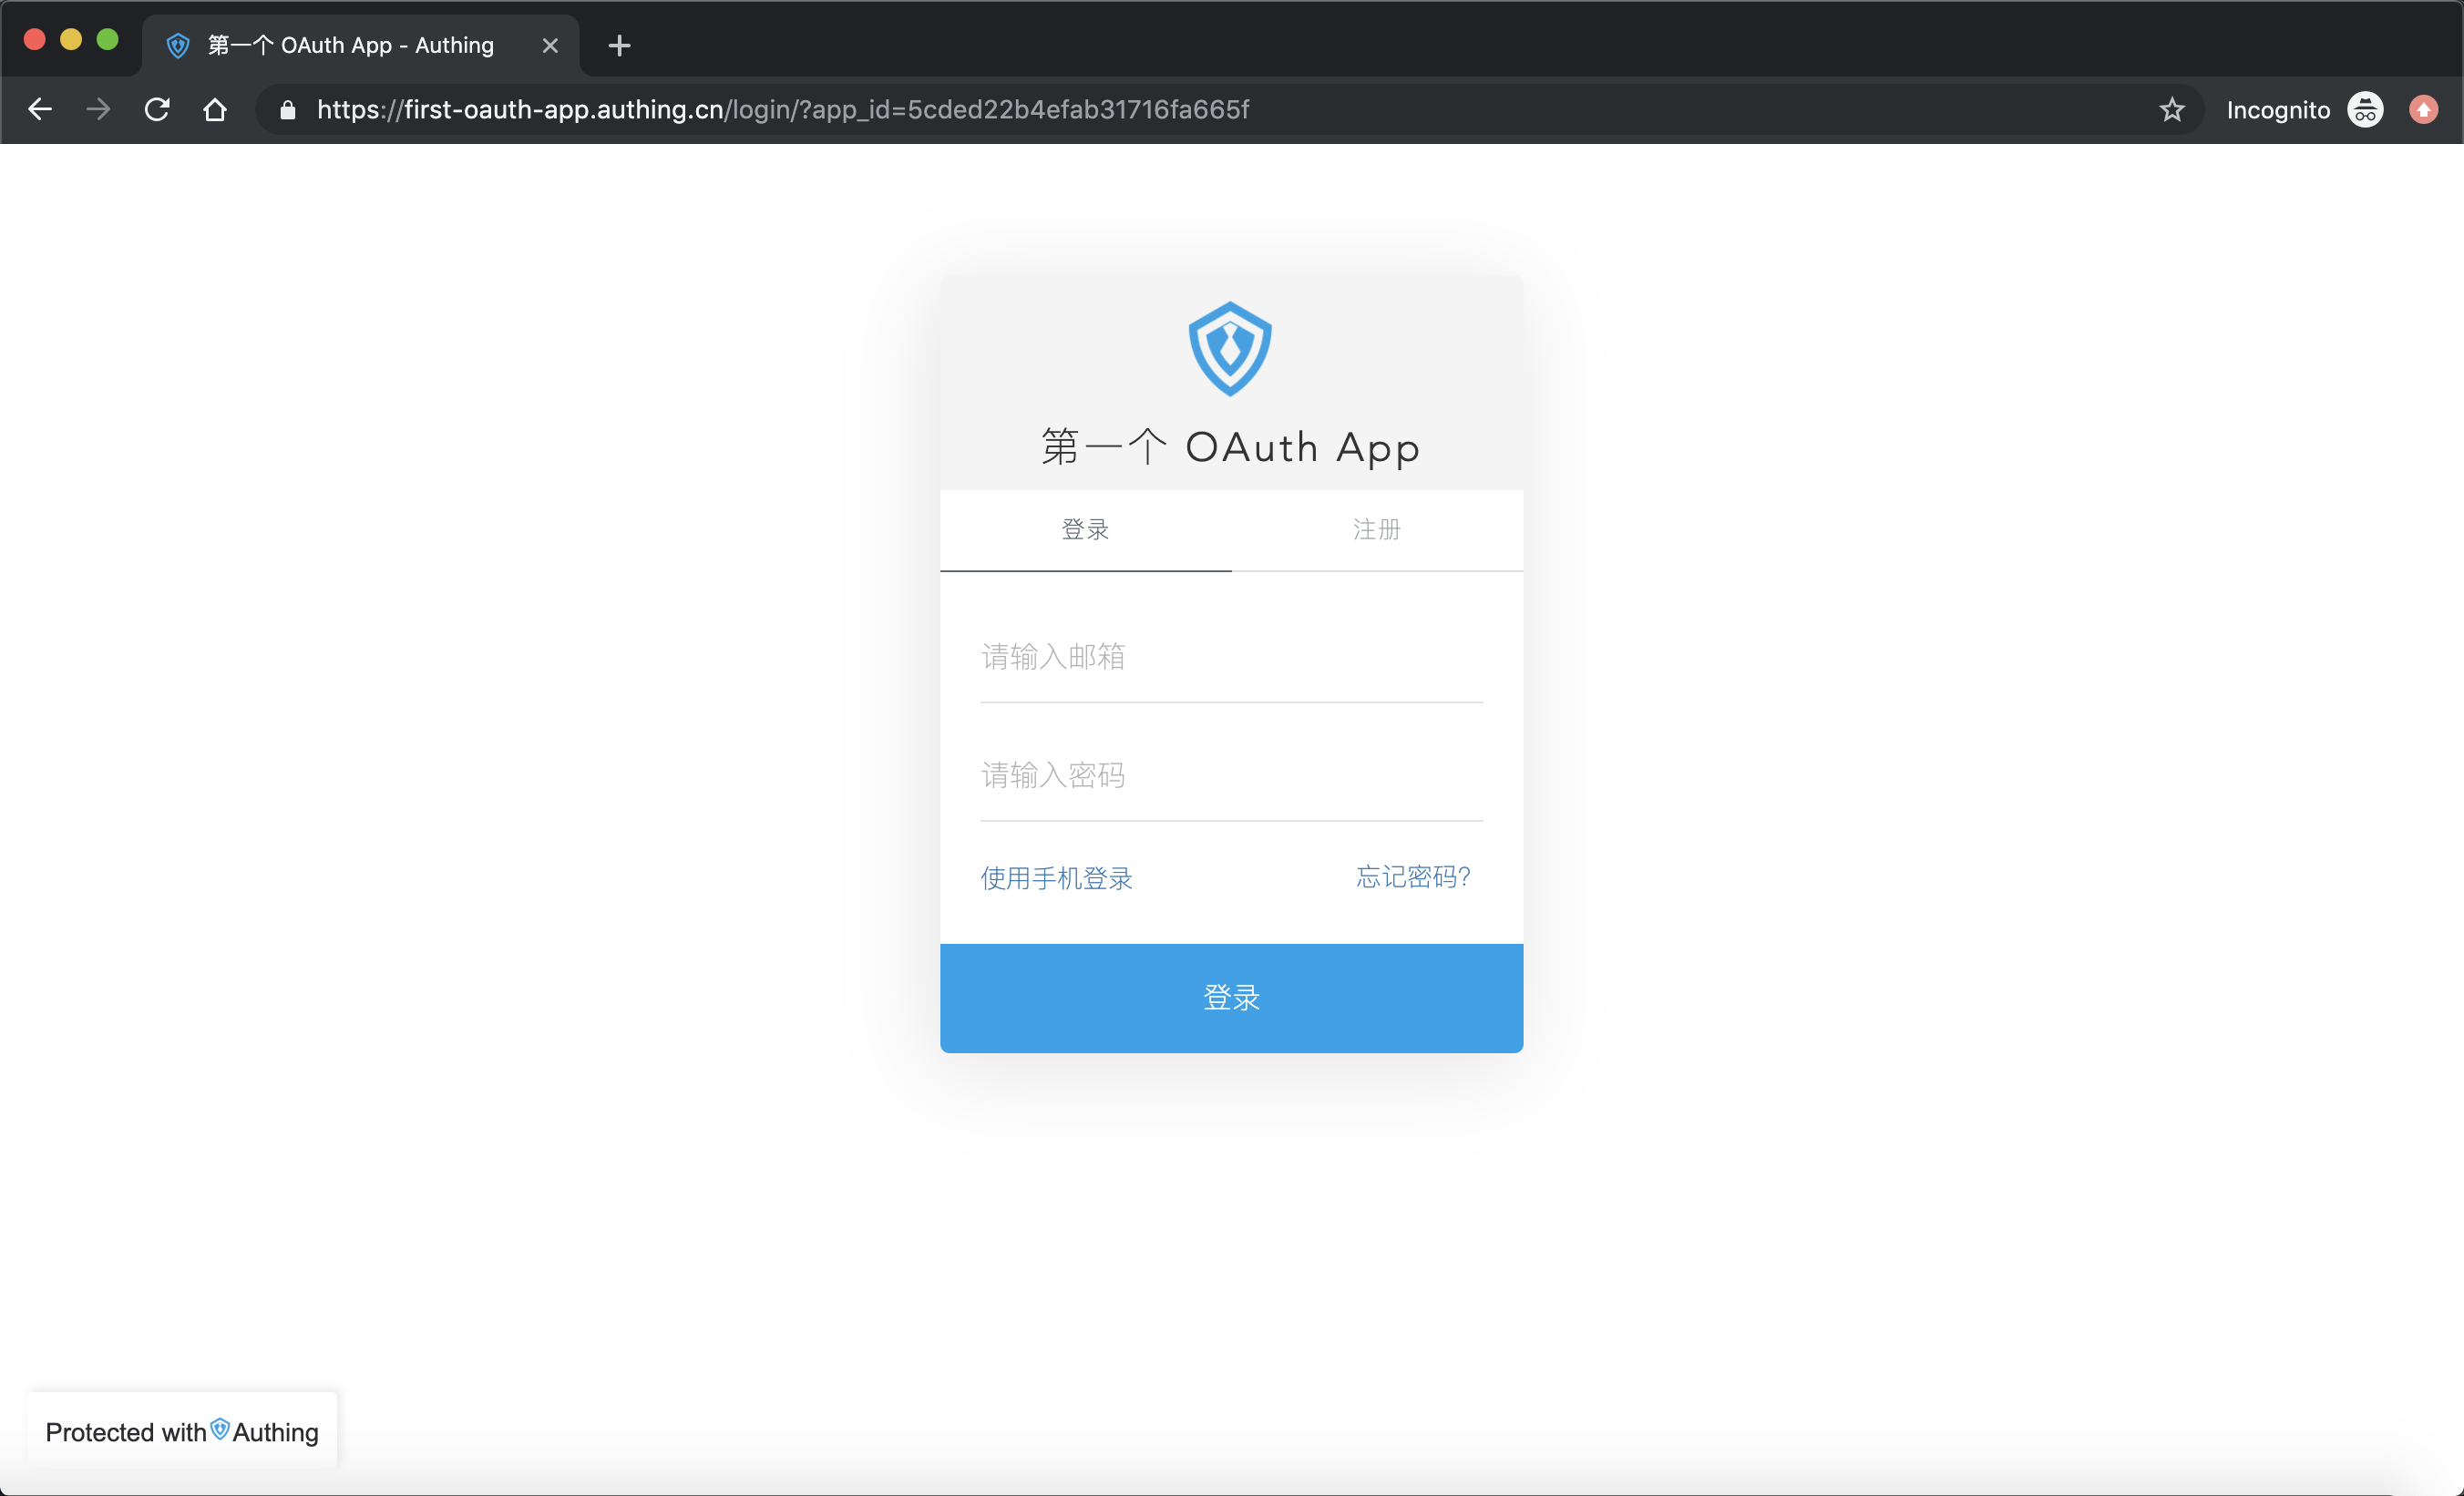 第一个 OAuth App - Authing
https://first-oauth-app.authing.cn/login/?app_id=5cded22b4efab31716fa665f
Incognito
第一个 OAuth App
登录
注册
请输入邮箱
请输入密码
使用手机登录
忘记密码?
登录
Protected with Authing